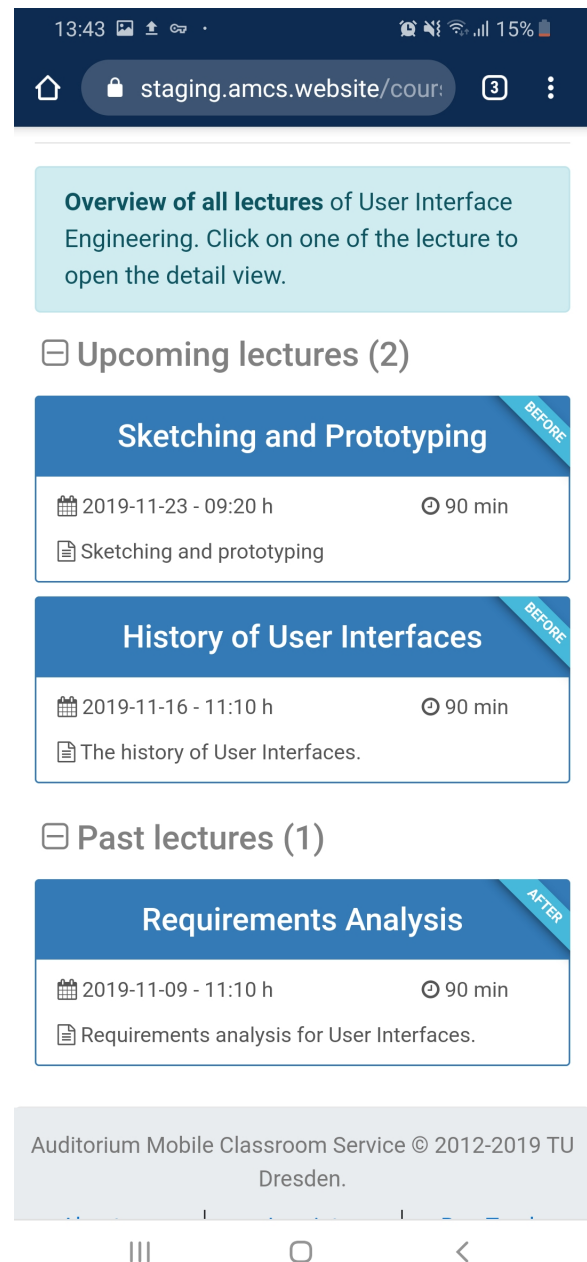 13:43 15%
staging.amcs.website/cour
3
Overview of all lectures of User Interface
Engineering. Click on one of the lecture to
open the detail view.
Upcoming lectures (2)
Sketching and Prototyping
BEFORE
2019-11-23 - 09:20 h 90 min
Sketching and prototyping
History of User Interfaces
BEFORE
2019-11-16 - 11:10 h 90 min
The history of User Interfaces.
Past lectures (1)
Requirements Analysis
AFTER
2019-11-09 - 11:10 h 90 min
Requirements analysis for User Interfaces.
Auditorium Mobile Classroom Service © 2012-2019 TU
Dresden.